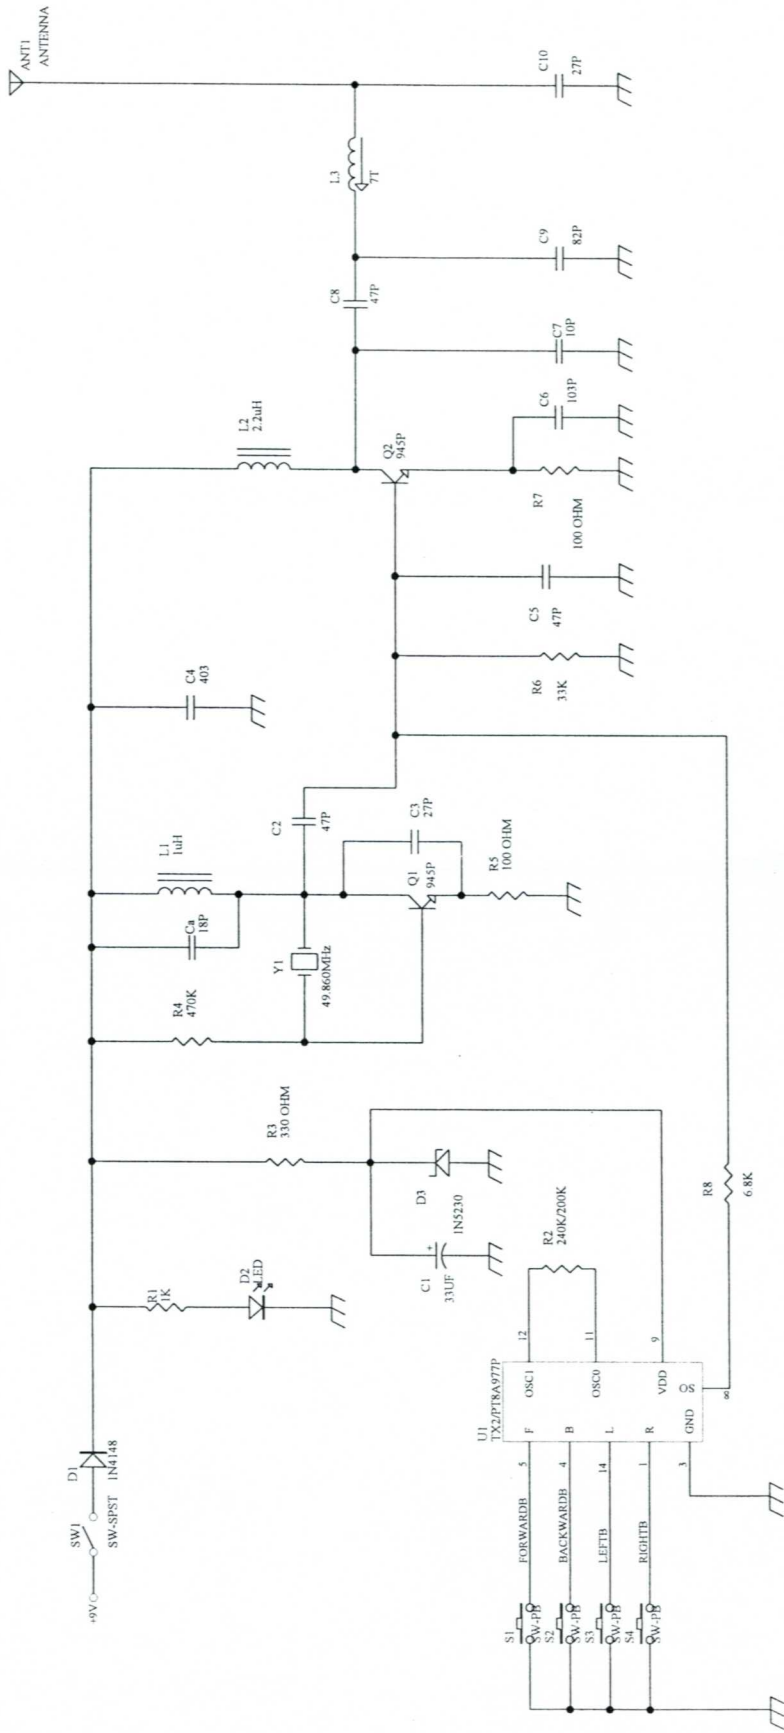 ANT1
ANTENNA
C10
27P
L3
7T
C9
82P
C8
47P
C7
10P
C6
103P
L2
2.2uH
Q2
945P
R7
100 OHM
C5
47P
R6
33K
C4
403
C2
47P
C3
27P
L1
1uH
Q1
945P
R5
100 OHM
Ca
18P
Y1
49.860MHz
R4
470K
R3
330 OHM
D3
1N5230
C1
+
33UF
R8
6.8K
R2
240K/200K
R1
1K
D2
LED
D1
1N4148
SW1
SW-SPST
+9V
U1
TX2/PT8A977P
12
OSC1
11
OSC0
9
VDD
SO
8
F
5
FORWARDB
B
4
BACKWARDB
L
14
LEFTB
R
1
RIGHTB
GND
3
S1
SW-PB
S2
SW-PB
S3
SW-PB
S4
SW-PB